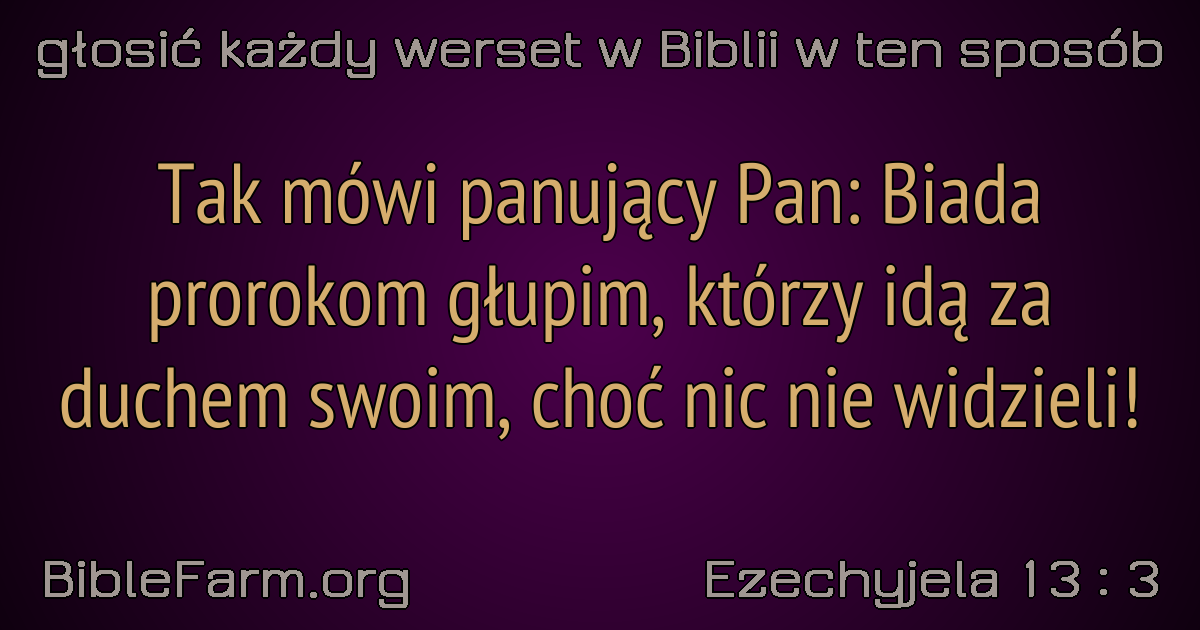 głosić każdy werset w Biblii w ten sposób
Tak mówi panujący Pan: Biada
prorokom głupim, którzy idą za
duchem swoim, choć nic nie widzieli!
BibleFarm.org
Ezechyjela 13 : 3